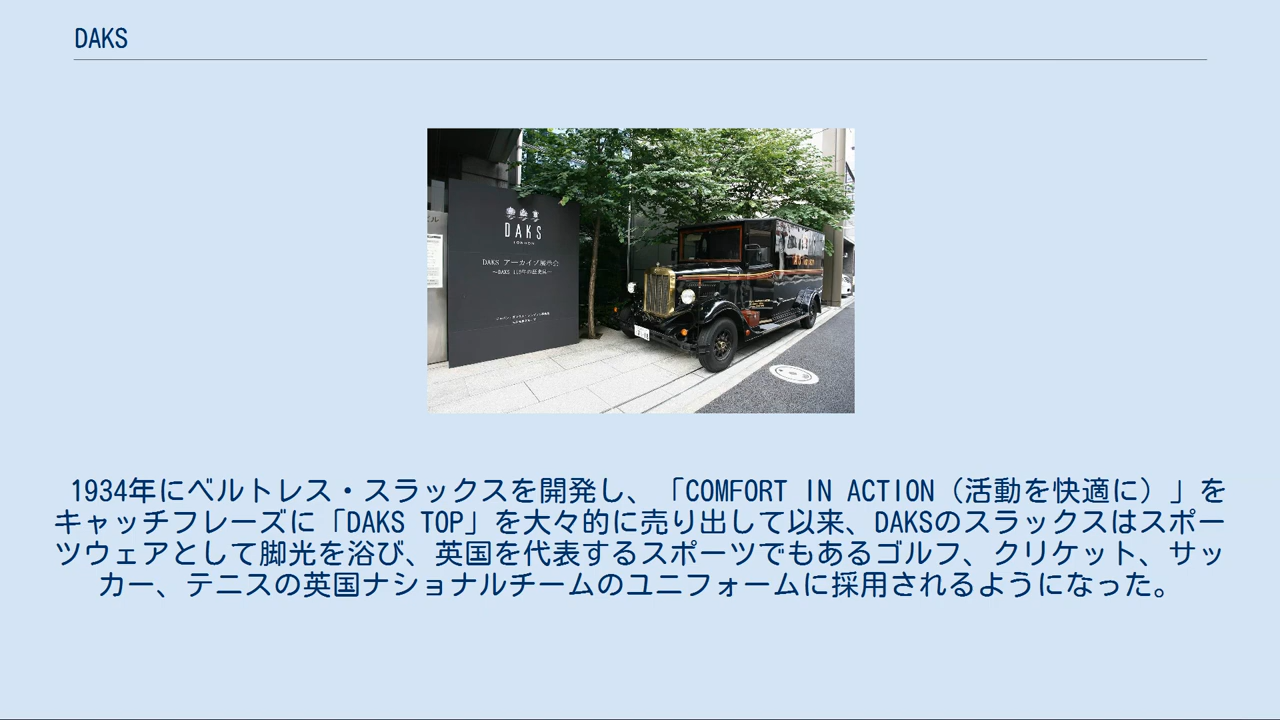 DAKS
DAKS
LONDON
DAKS アーカイブ展示会
1934年にベルトレス・スラックスを開発し、「COMFORT IN ACTION（活動を快適に）」を
キャッチフレーズに「DAKS TOP」を大々的に売り出して以来、DAKSのスラックスはスポー
ツウェアとして脚光を浴び、英国を代表するスポーツでもあるゴルフ、クリケット、サッ
カー、テニスの英国ナショナルチームのユニフォームに採用されるようになった。